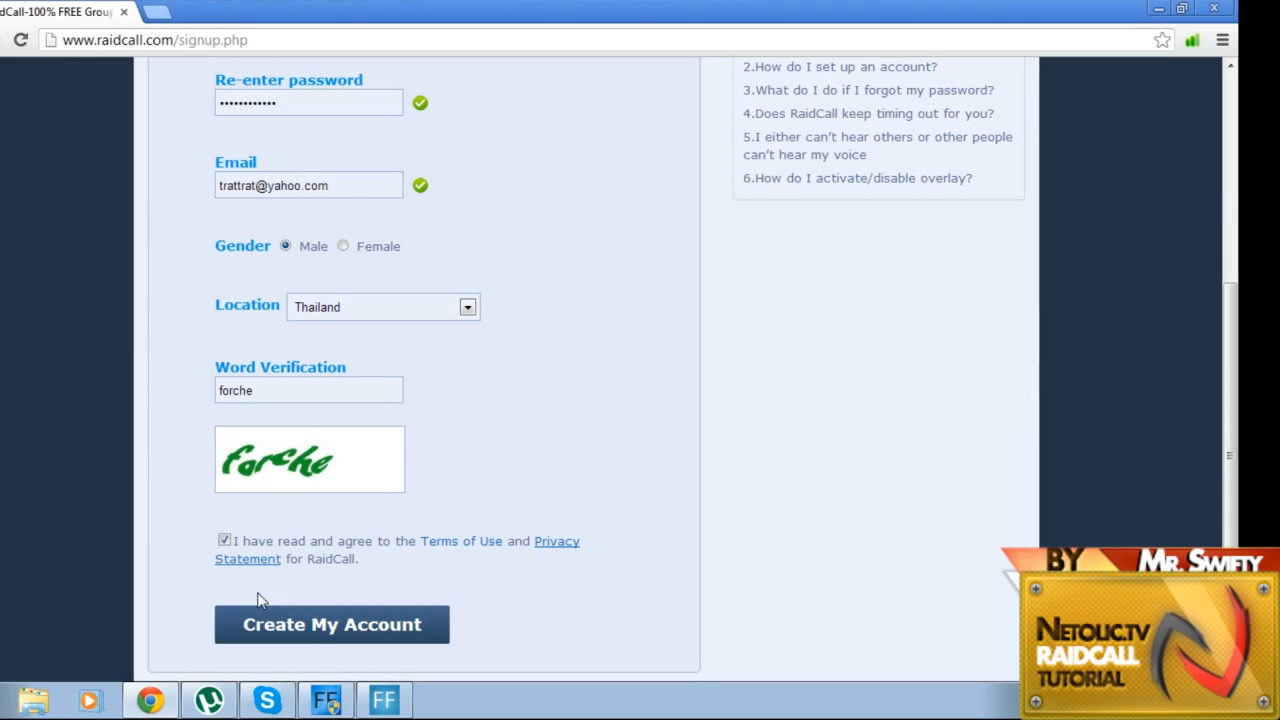 dCall-100% FREE Group
www.raidcall.com/signup.php
Re-enter password
••••••••••••
Email
trattrat@yahoo.com
Gender Male Female
Location Thailand
Word Verification
forche
forche
I have read and agree to the Terms of Use and Privacy
Statement for RaidCall.
Create My Account
2.How do I set up an account?
3.What do I do if I forgot my password?
4.Does RaidCall keep timing out for you?
5.I either can't hear others or other people
can't hear my voice
6.How do I activate/disable overlay?
BY MR. SWIFTY
NETOLIC.TV
RAIDCALL
TUTORIAL
FF
FF